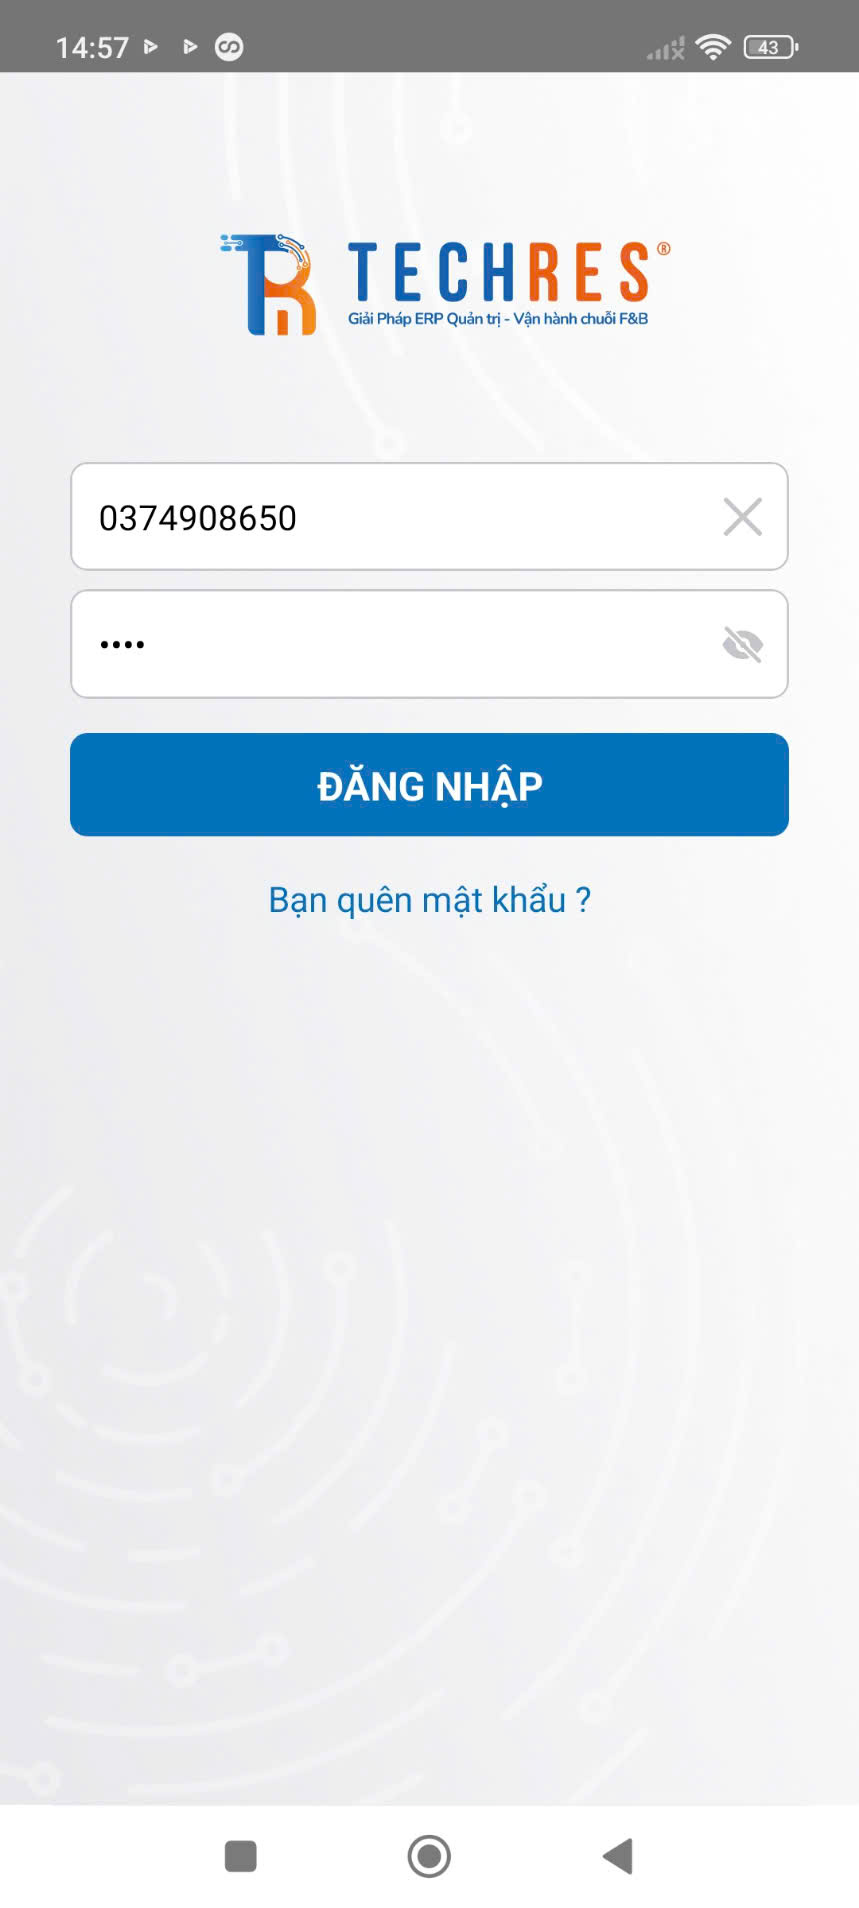 14:57
43
TECHRES®
Giải Pháp ERP Quản trị - Vận hành chuỗi F&B
0374908650
••••
ĐĂNG NHẬP
Bạn quên mật khẩu ?